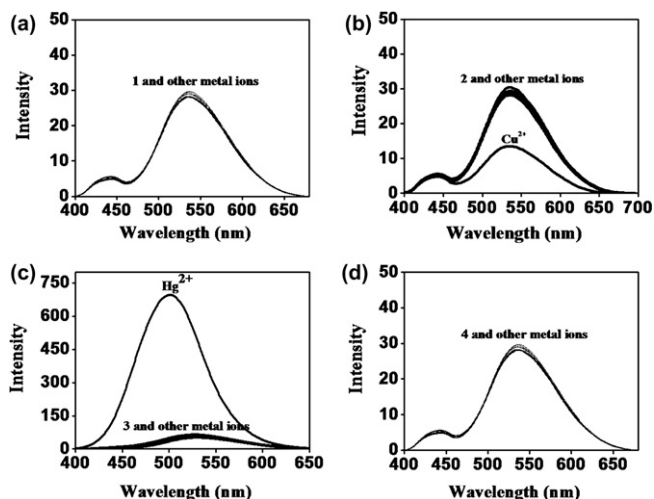 (a)
Intensity
50
40
30
20
10
0
1 and other metal ions
400 450 500 550 600 650
Wavelength (nm)
(b)
Intensity
50
40
30
20
10
0
2 and other metal ions
Cu²⁺
400 450 500 550 600 650 700
Wavelength (nm)
(c)
Intensity
750
600
450
300
150
0
Hg²⁺
3 and other metal ions
400 450 500 550 600 650
Wavelength (nm)
(d)
Intensity
50
40
30
20
10
0
4 and other metal ions
400 450 500 550 600 650
Wavelength (nm)